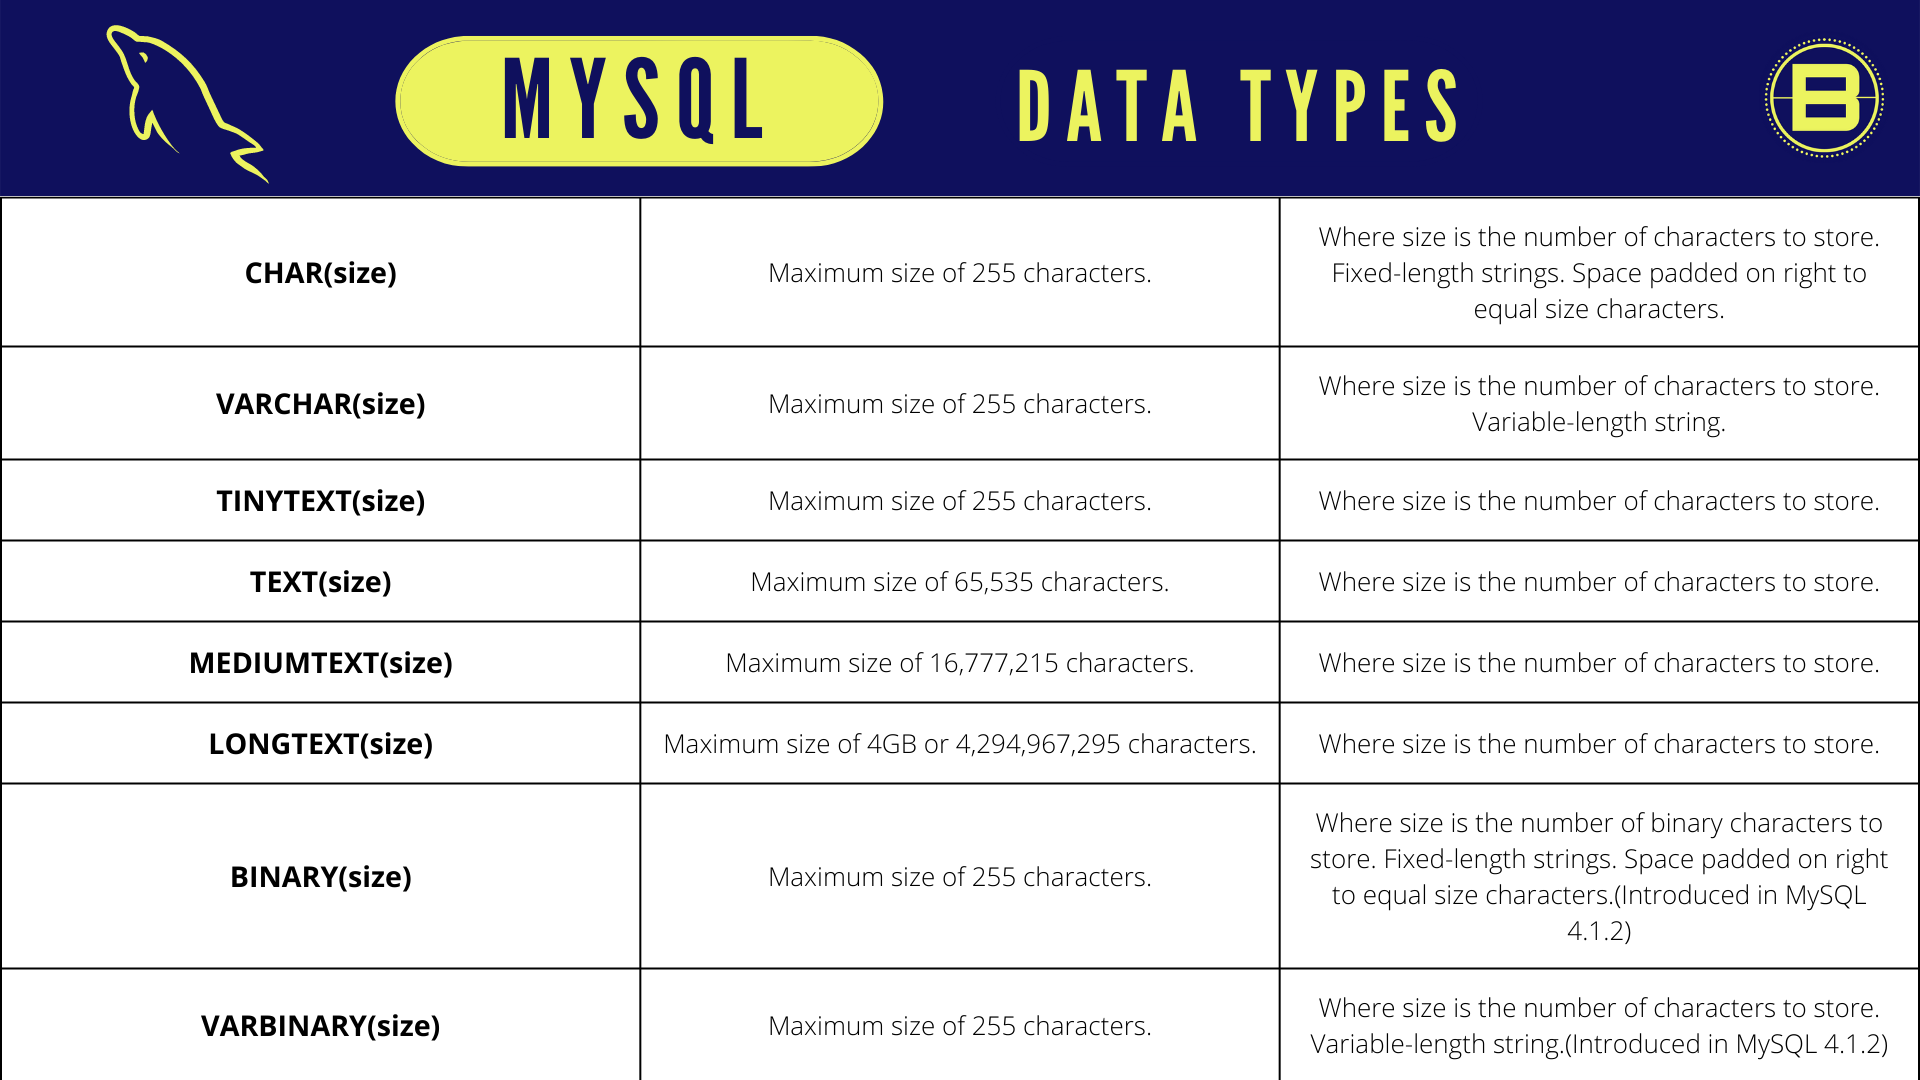 MYSQL DATA TYPES B
CHAR(size)
Maximum size of 255 characters.
Where size is the number of characters to store.
Fixed-length strings. Space padded on right to
equal size characters.
VARCHAR(size)
Maximum size of 255 characters.
Where size is the number of characters to store.
Variable-length string.
TINYTEXT(size)
Maximum size of 255 characters.
Where size is the number of characters to store.
TEXT(size)
Maximum size of 65,535 characters.
Where size is the number of characters to store.
MEDIUMTEXT(size)
Maximum size of 16,777,215 characters.
Where size is the number of characters to store.
LONGTEXT(size)
Maximum size of 4GB or 4,294,967,295 characters.
Where size is the number of characters to store.
BINARY(size)
Maximum size of 255 characters.
Where size is the number of binary characters to
store. Fixed-length strings. Space padded on right
to equal size characters.(Introduced in MySQL
4.1.2)
VARBINARY(size)
Maximum size of 255 characters.
Where size is the number of characters to store.
Variable-length string.(Introduced in MySQL 4.1.2)